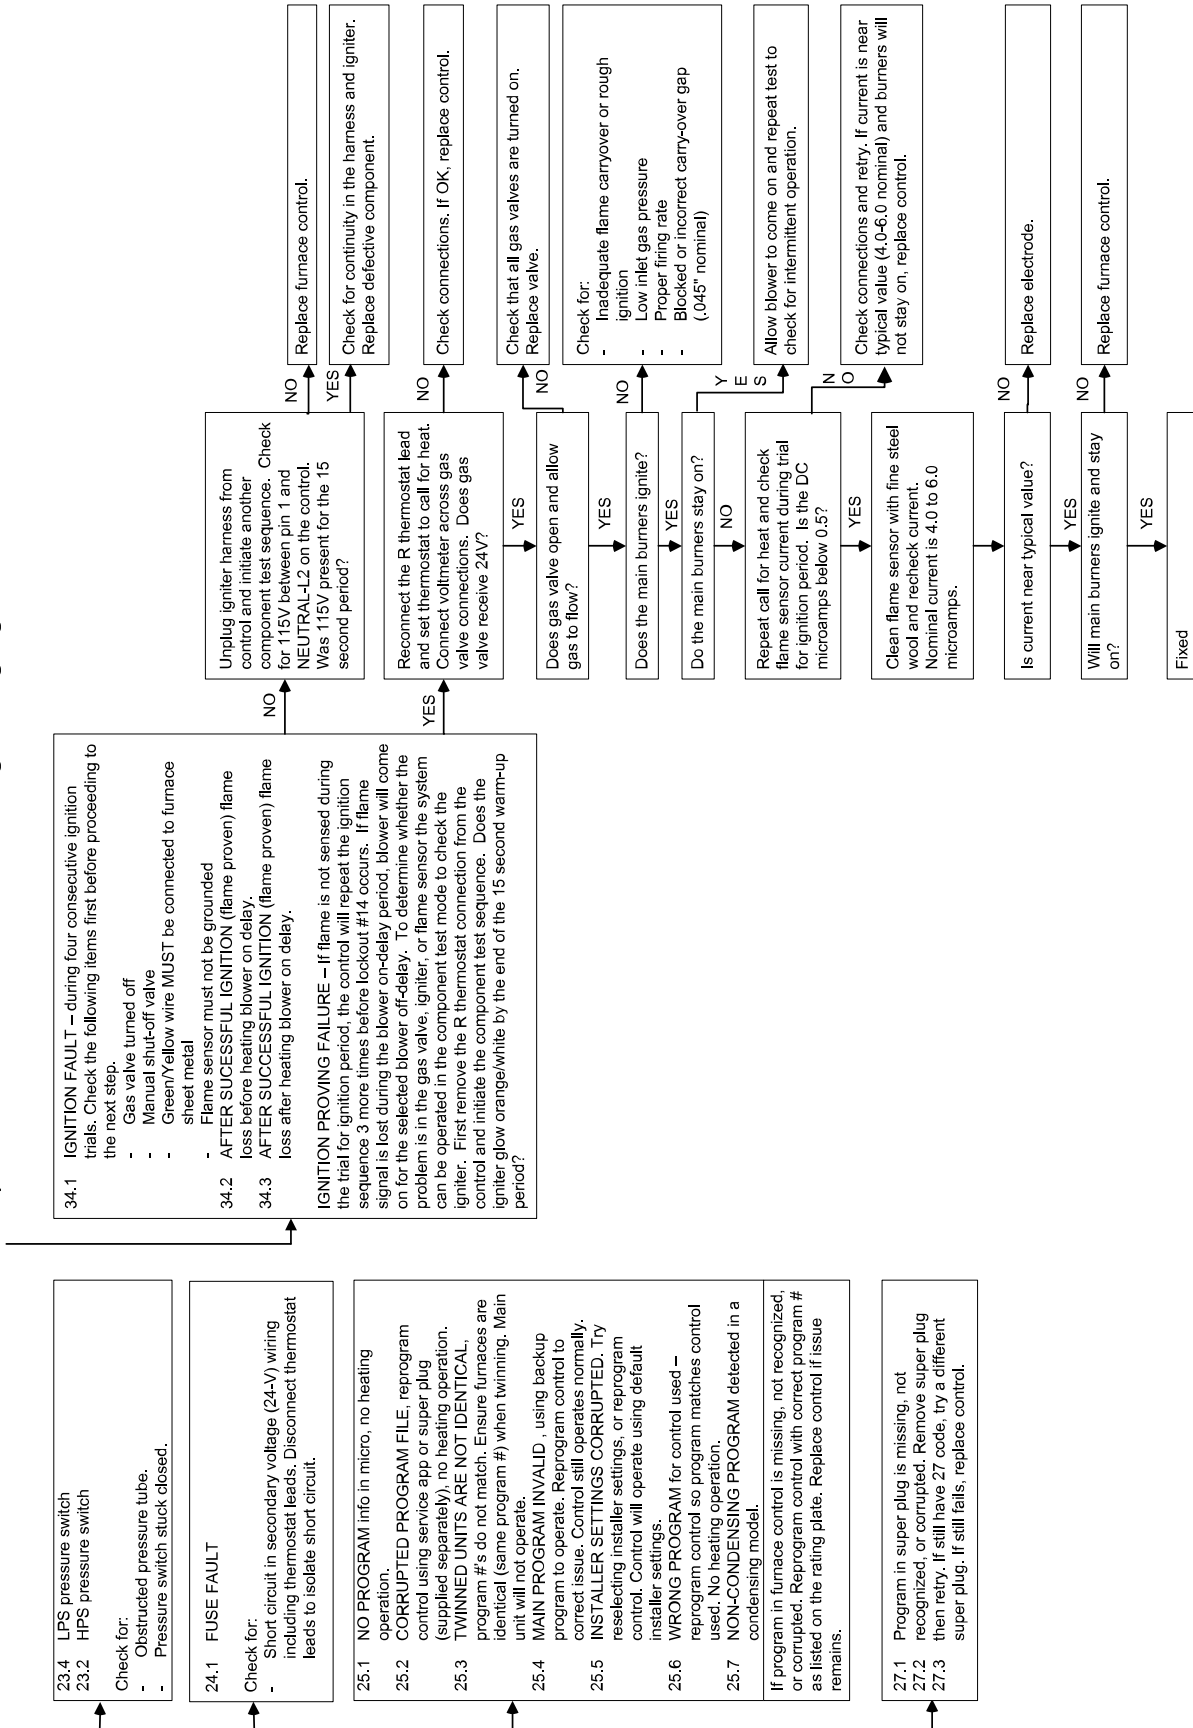 23.4 LPS pressure switch
23.2 HPS pressure switch
Check for:
- Obstructed pressure tube.
- Pressure switch stuck closed.
24.1 FUSE FAULT
Check for:
- Short circuit in secondary voltage (24-V) wiring
including thermostat leads. Disconnect thermostat
leads to isolate short circuit.
25.1 NO PROGRAM info in micro, no heating
operation.
25.2 CORRUPTED PROGRAM FILE, reprogram
control using service app or super plug
(supplied separately), no heating operation.
25.3 TWINNED UNITS ARE NOT IDENTICAL,
program #'s do not match. Ensure furnaces are
identical (same program #) when twinning. Main
unit will not operate.
25.4 MAIN PROGRAM INVALID , using backup
program to operate. Reprogram control to
correct issue. Control still operates normally.
25.5 INSTALLER SETTINGS CORRUPTED. Try
reselecting installer settings, or reprogram
control. Control will operate using default
installer settings.
25.6 WRONG PROGRAM for control used –
reprogram control so program matches control
used. No heating operation.
25.7 NON-CONDENSING PROGRAM detected in a
condensing model.
If program in furnace control is missing, not recognized,
or corrupted. Reprogram control with correct program #
as listed on the rating plate. Replace control if issue
remains.
27.1 Program in super plug is missing, not
27.2 recognized, or corrupted. Remove super plug
27.3 then retry. If still have 27 code, try a different
super plug. If still fails, replace control.
34.1 IGNITION FAULT – during four consecutive ignition
trials. Check the following items first before proceeding to
the next step.
- Gas valve turned off
- Manual shut-off valve
- Green/Yellow wire MUST be connected to furnace
sheet metal
- Flame sensor must not be grounded
34.2 AFTER SUCESSFUL IGNITION (flame proven) flame
loss before heating blower on delay.
34.3 AFTER SUCCESSFUL IGNITION (flame proven) flame
loss after heating blower on delay.
IGNITION PROVING FAILURE – If flame is not sensed during
the trial for ignition period, the control will repeat the ignition
sequence 3 more times before lockout #14 occurs. If flame
signal is lost during the blower on-delay period, blower will come
on for the selected blower off-delay. To determine whether the
problem is in the gas valve, igniter, or flame sensor the system
can be operated in the component test mode to check the
igniter. First remove the R thermostat connection from the
control and initiate the component test sequence. Does the
igniter glow orange/white by the end of the 15 second warm-up
period?
NO
Unplug igniter harness from
control and initiate another
component test sequence. Check
for 115V between pin 1 and
NEUTRAL-L2 on the control.
Was 115V present for the 15
second period?
NO
Replace furnace control.
YES
Check for continuity in the harness and igniter.
Replace defective component.
YES
Reconnect the R thermostat lead
and set thermostat to call for heat.
Connect voltmeter across gas
valve connections. Does gas
valve receive 24V?
NO
Check connections. If OK, replace control.
YES
Does gas valve open and allow
gas to flow?
NO
Check that all gas valves are turned on.
Replace valve.
YES
Does the main burners ignite?
NO
Check for:
- Inadequate flame carryover or rough
ignition
- Low inlet gas pressure
- Proper firing rate
- Blocked or incorrect carry-over gap
(.045" nominal)
YES
Do the main burners stay on?
YES
Allow blower to come on and repeat test to
check for intermittent operation.
NO
Repeat call for heat and check
flame sensor current during trial
for ignition period. Is the DC
microamps below 0.5?
NO
Check connections and retry. If current is near
typical value (4.0-6.0 nominal) and burners will
not stay on, replace control.
YES
Clean flame sensor with fine steel
wool and recheck current.
Nominal current is 4.0 to 6.0
microamps.
Is current near typical value?
NO
Replace electrode.
YES
Will main burners ignite and stay
on?
NO
Replace furnace control.
YES
Fixed